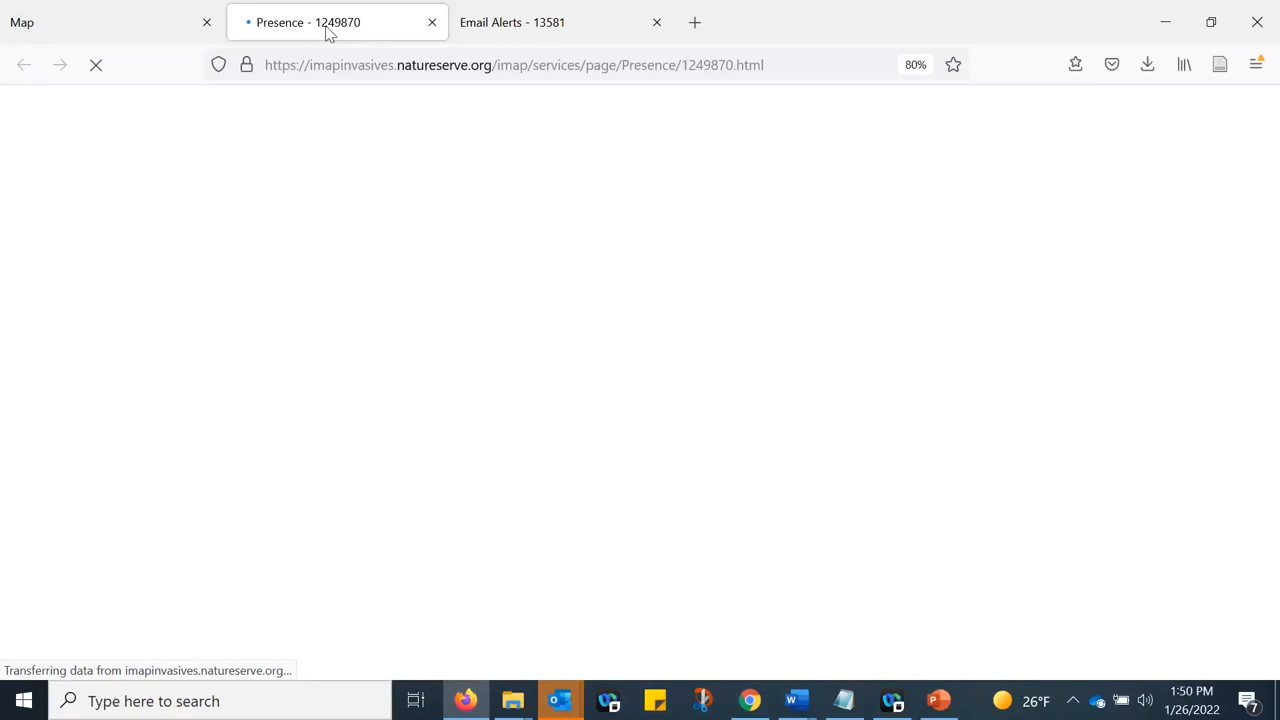 Map
Presence - 1249870
Email Alerts - 13581
https://imapinvasives.natureserve.org/imap/services/page/Presence/1249870.html
80%
Transferring data from imapinvasives.natureserve.org...
Type here to search
26°F
1:50 PM
1/26/2022
7